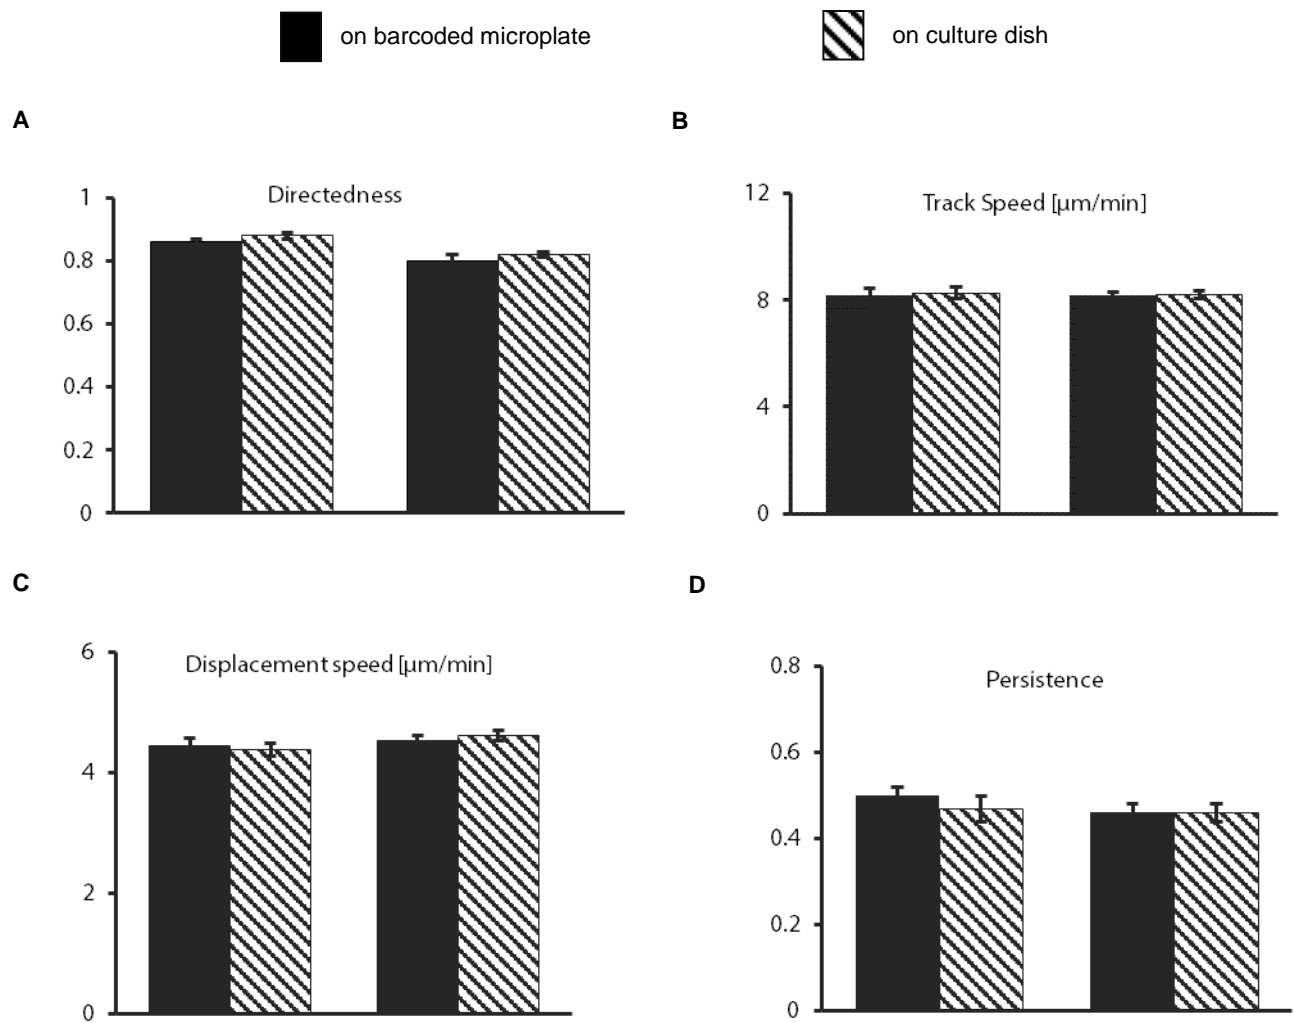 on barcoded microplate
on culture dish
A
B
Directedness
1
0.8
0.6
0.4
0.2
0
Track Speed [µm/min]
12
8
4
0
C
D
Displacement speed [µm/min]
6
4
2
0
Persistence
0.8
0.6
0.4
0.2
0